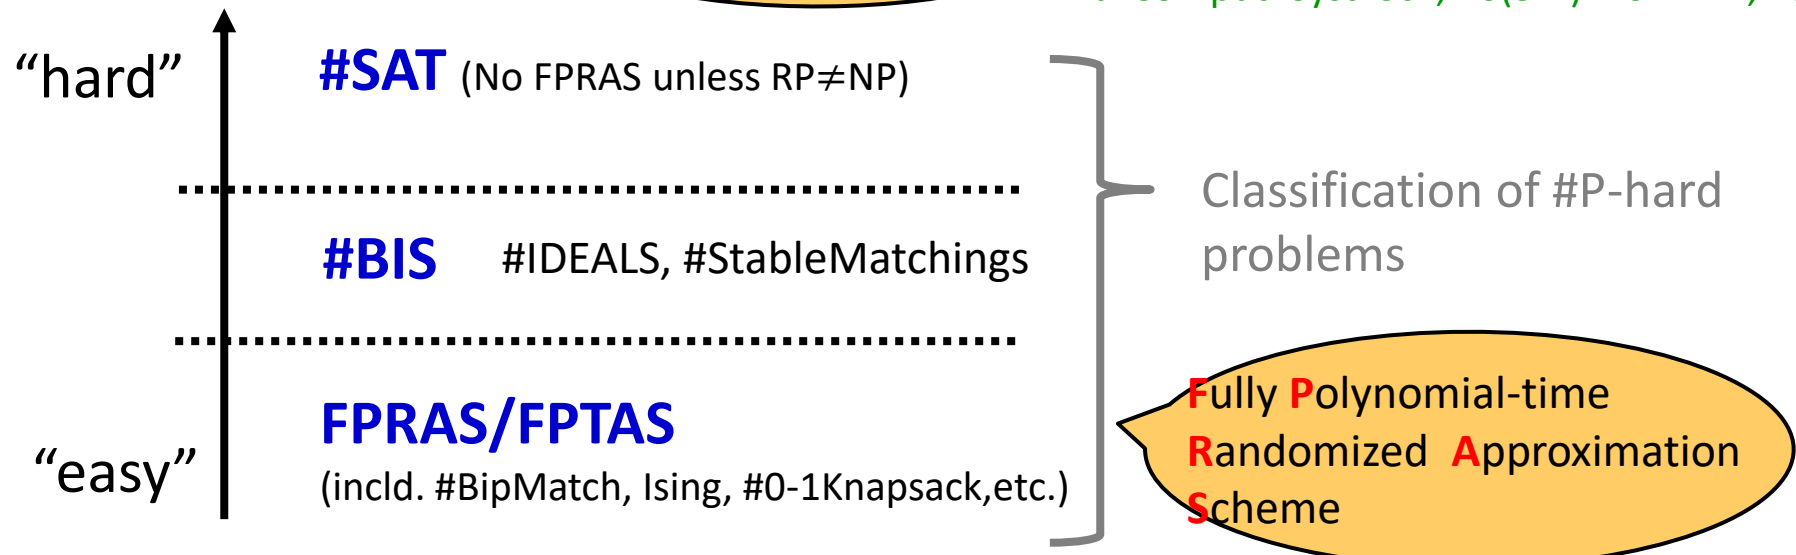 “hard”
#SAT (No FPRAS unless RP≠NP)
Classification of #P-hard
problems
#BIS #IDEALS, #StableMatchings
Fully Polynomial-time
Randomized Approximation
Scheme
FPRAS/FPTAS
“easy”
(incld. #BipMatch, Ising, #0-1Knapsack,etc.)